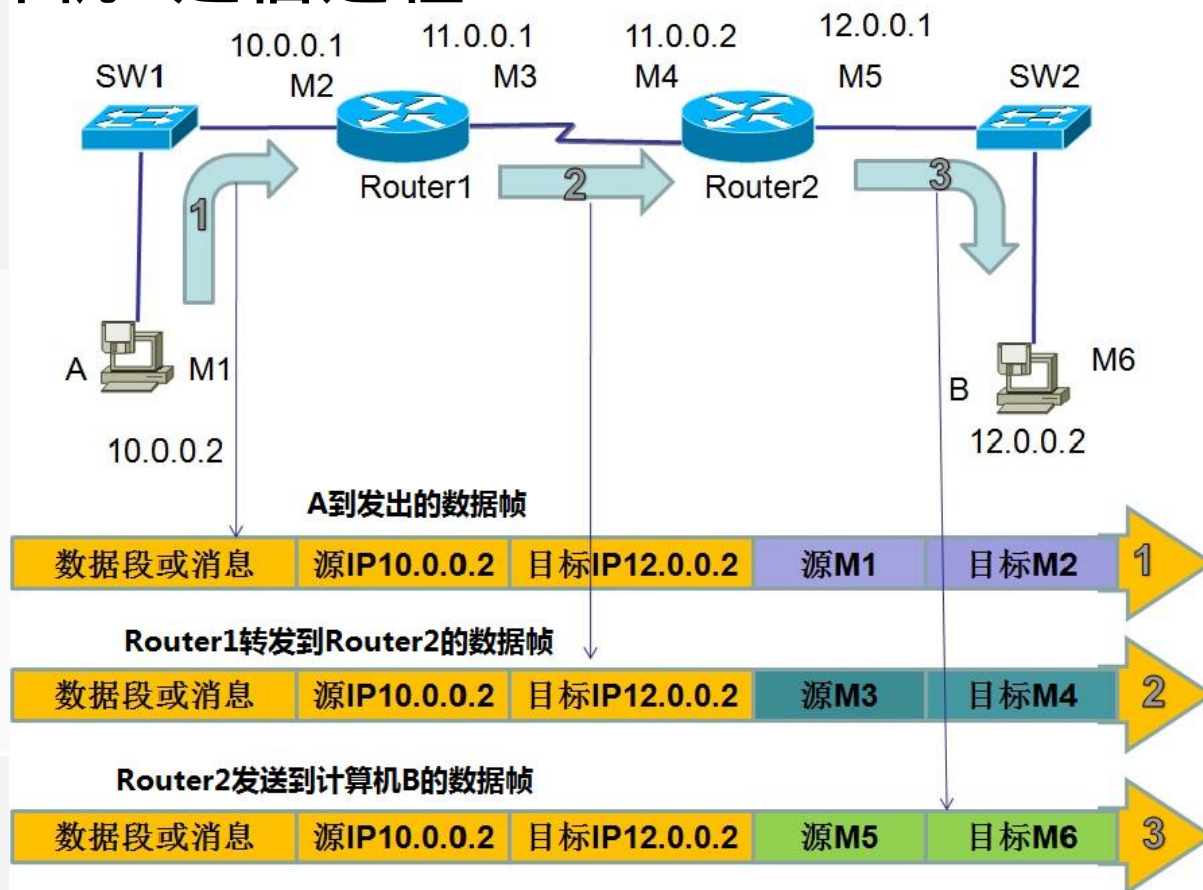 10.0.0.1 11.0.0.1 11.0.0.2 12.0.0.1
SW1 M2 M3 M4 M5 SW2
Router1 2 Router2 3
1
A M1 B M6
10.0.0.2 12.0.0.2
A到发出的数据帧
数据段或消息 源IP10.0.0.2 目标IP12.0.0.2 源M1 目标M2 1
Router1转发到Router2的数据帧
数据段或消息 源IP10.0.0.2 目标IP12.0.0.2 源M3 目标M4 2
Router2发送到计算机B的数据帧
数据段或消息 源IP10.0.0.2 目标IP12.0.0.2 源M5 目标M6 3